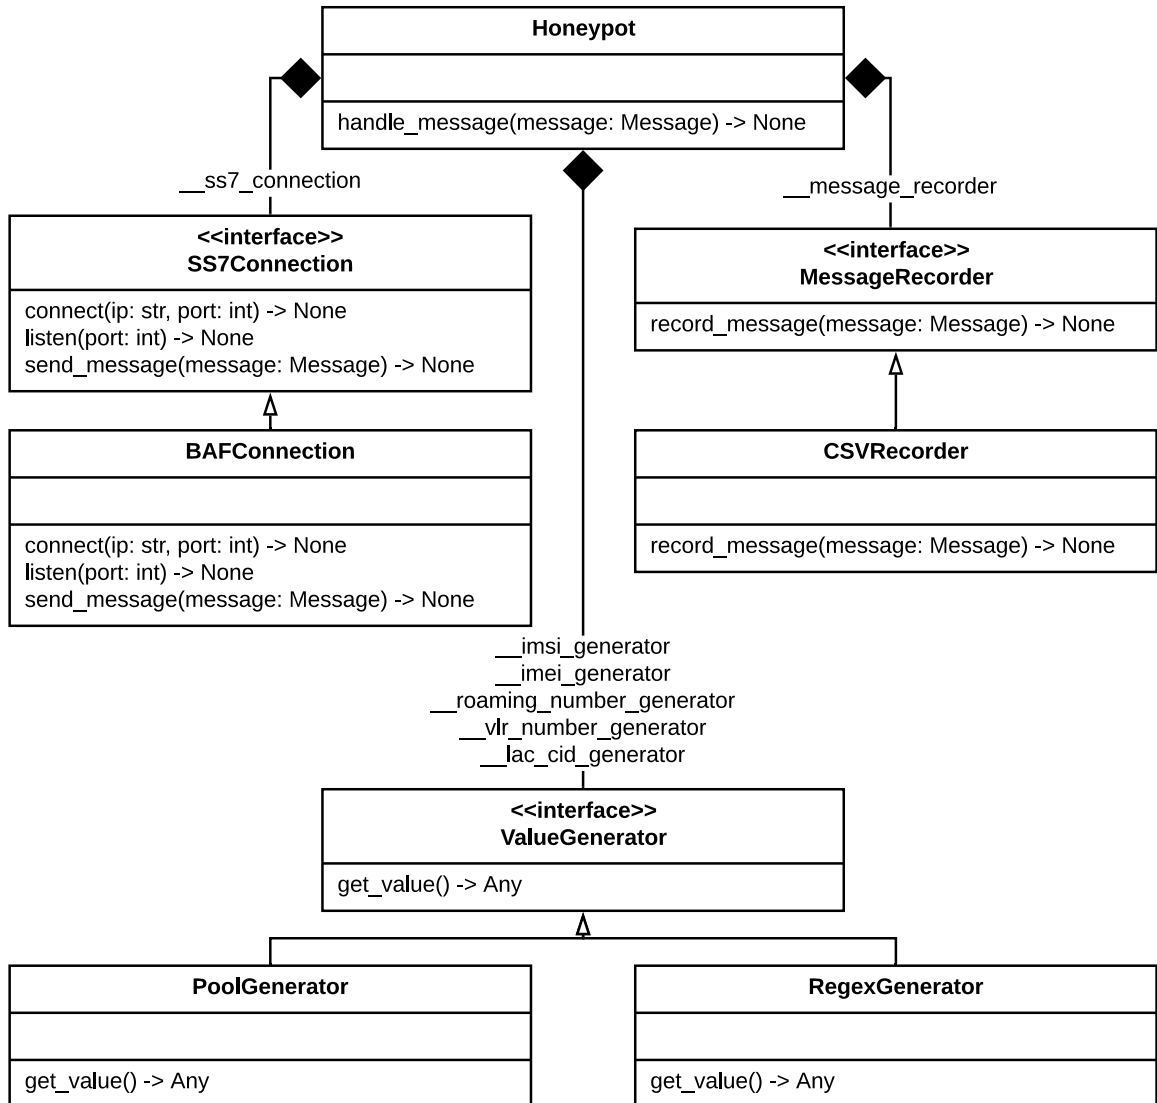 Honeypot
handle_message(message: Message) -> None
__ss7_connection
__message_recorder
<<interface>>
SS7Connection
connect(ip: str, port: int) -> None
listen(port: int) -> None
send_message(message: Message) -> None
<<interface>>
MessageRecorder
record_message(message: Message) -> None
BAFConnection
connect(ip: str, port: int) -> None
listen(port: int) -> None
send_message(message: Message) -> None
CSVRecorder
record_message(message: Message) -> None
__imsi_generator
__imei_generator
__roaming_number_generator
__vlr_number_generator
__lac_cid_generator
<<interface>>
ValueGenerator
get_value() -> Any
PoolGenerator
get_value() -> Any
RegexGenerator
get_value() -> Any